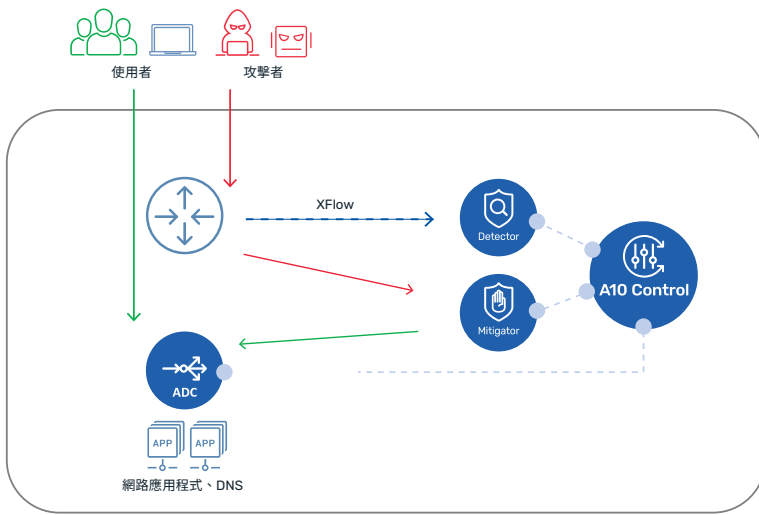 使用者
攻擊者
XFlow
Detector
A10 Control
Mitigator
ADC
APP
APP
網路應用程式、DNS